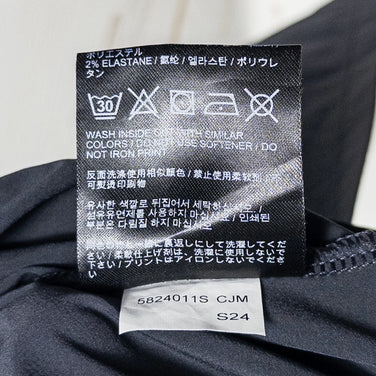 ポリエステル
2% ELASTANE / 氨纶 / 엘라스탄 / ポリウレ
タン
30
WASH INSIDE OUT WITH SIMILAR
COLORS / DO NOT USE SOFTENER / DO
NOT IRON PRINT
反面洗涤使用相似顏色 / 禁止使用柔软剂 / 不
可熨烫印刷物
유사한 색깔로 뒤집어서 세탁하십시오 /
섬유유연제를 사용하지 마십시오 / 인쇄된
부분은 다림질 하지 마십시오
に裏返しにして洗濯してくだ
さい / 柔軟仕上げ剤は、洗濯に使用しないで下
さい / プリントはアイロンしないでくださ
い
5824011S CJM
S24